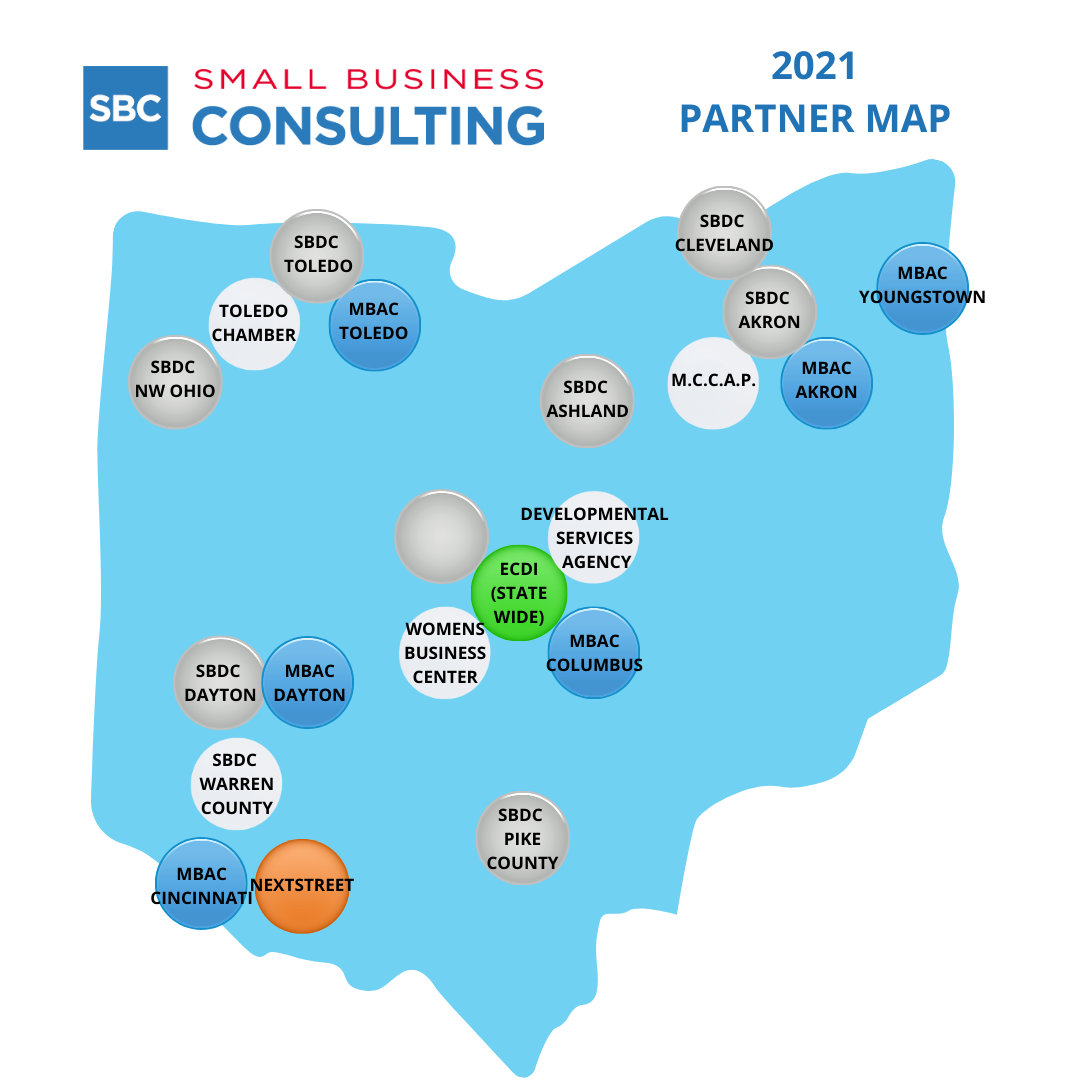 SBC
SMALL BUSINESS
CONSULTING
2021
PARTNER MAP
SBDC
CLEVELAND
SBDC
TOLEDO
MBAC
YOUNGSTOWN
SBDC
AKRON
TOLEDO
CHAMBER
MBAC
TOLEDO
SBDC
NW OHIO
SBDC
ASHLAND
M.C.C.A.P.
MBAC
AKRON
DEVELOPMENTAL
SERVICES
AGENCY
ECDI
(STATE
WIDE)
WOMENS
BUSINESS
CENTER
MBAC
COLUMBUS
SBDC
DAYTON
MBAC
DAYTON
SBDC
WARREN
COUNTY
SBDC
PIKE
COUNTY
MBAC
CINCINNATI
NEXTSTREET